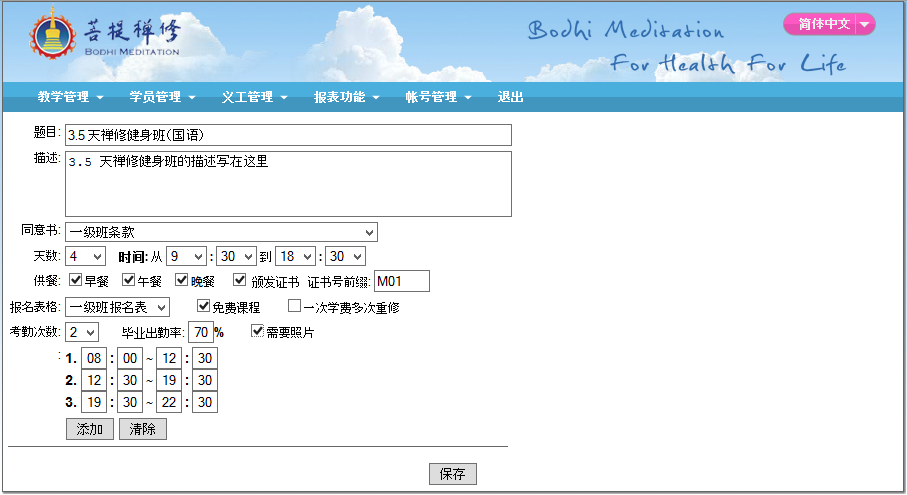 菩提禅修
BODHI MEDITATION
Bodhi Meditation
For Health For Life
简体中文
教学管理 学员管理 义工管理 报表功能 帐号管理 退出
题目: 3.5天禅修健身班(国语)
描述: 3.5 天禅修健身班的描述写在这里
同意书: 一级班条款
天数: 4 时间: 从 9 : 30 到 18 : 30
供餐: 早餐 午餐 晚餐 颁发证书 证书号前缀: M01
报名表格: 一级班报名表 免费课程 一次学费多次重修
考勤次数: 2 毕业出勤率: 70 % 需要照片
: 1. 08 : 00 ~ 12 : 30
2. 12 : 30 ~ 19 : 30
3. 19 : 30 ~ 22 : 30
添加 清除
保存